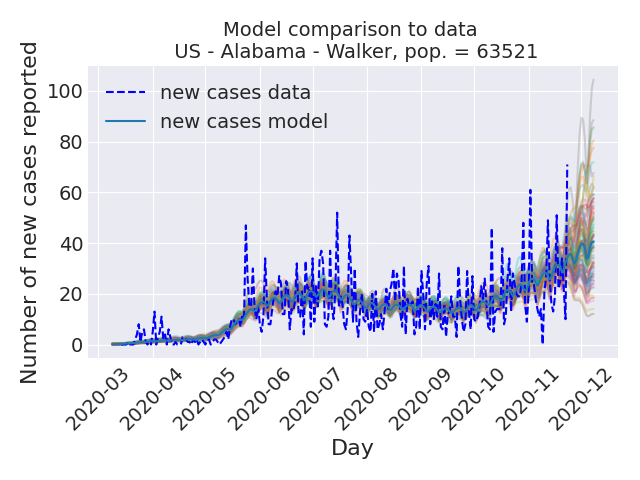 Model comparison to data
US - Alabama - Walker, pop. = 63521
Number of new cases reported
100
80
60
40
20
0
new cases data
new cases model
2020-03
2020-04
2020-05
2020-06
2020-07
2020-08
2020-09
2020-10
2020-11
2020-12
Day